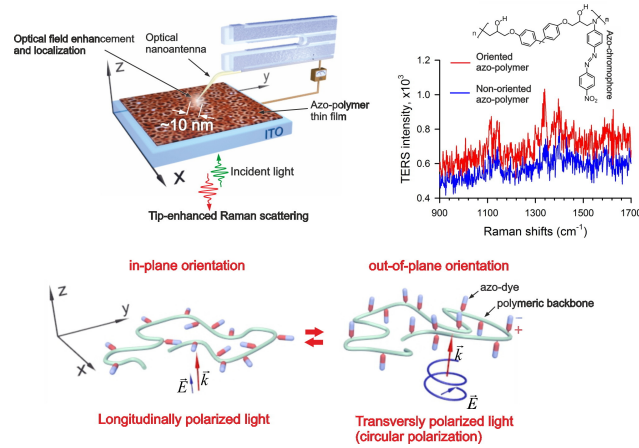 Optical field enhancement
and localization
Optical
nanoantenna
z
y
x
~10 nm
ITO
Azo-polymer
thin film
Incident light
Tip-enhanced Raman scattering
n
OH
O
O
OH
N
n
N
N
NO₂
Azo-chromophore
Oriented
azo-polymer
Non-oriented
azo-polymer
TERS intensity, x10³
1.2
1.0
0.8
0.6
0.4
900 1100 1300 1500 1700
Raman shifts (cm⁻¹)
in-plane orientation
out-of-plane orientation
z
y
x
E
k
azo-dye
polymeric backbone
−
+
k
E
Longitudinally polarized light
Transversly polarized light
(circular polarization)